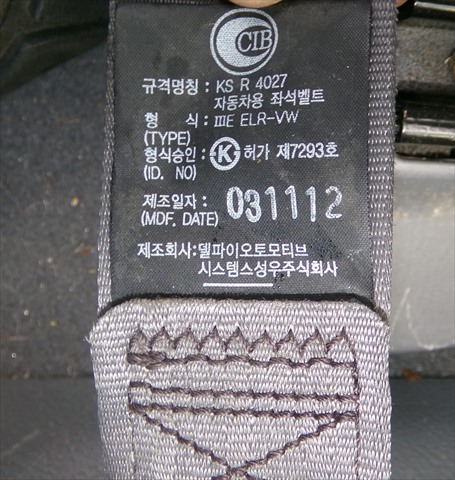 CIB
규격명칭 : KS R 4027
자동차용 좌석벨트
형 식 : ⅢE ELR-VW
(TYPE)
형식승인 : K 허가 제7293호
(ID. NO)
제조일자 : 031112
(MDF. DATE)
제조회사:델파이오토모티브
시스템스성우주식회사